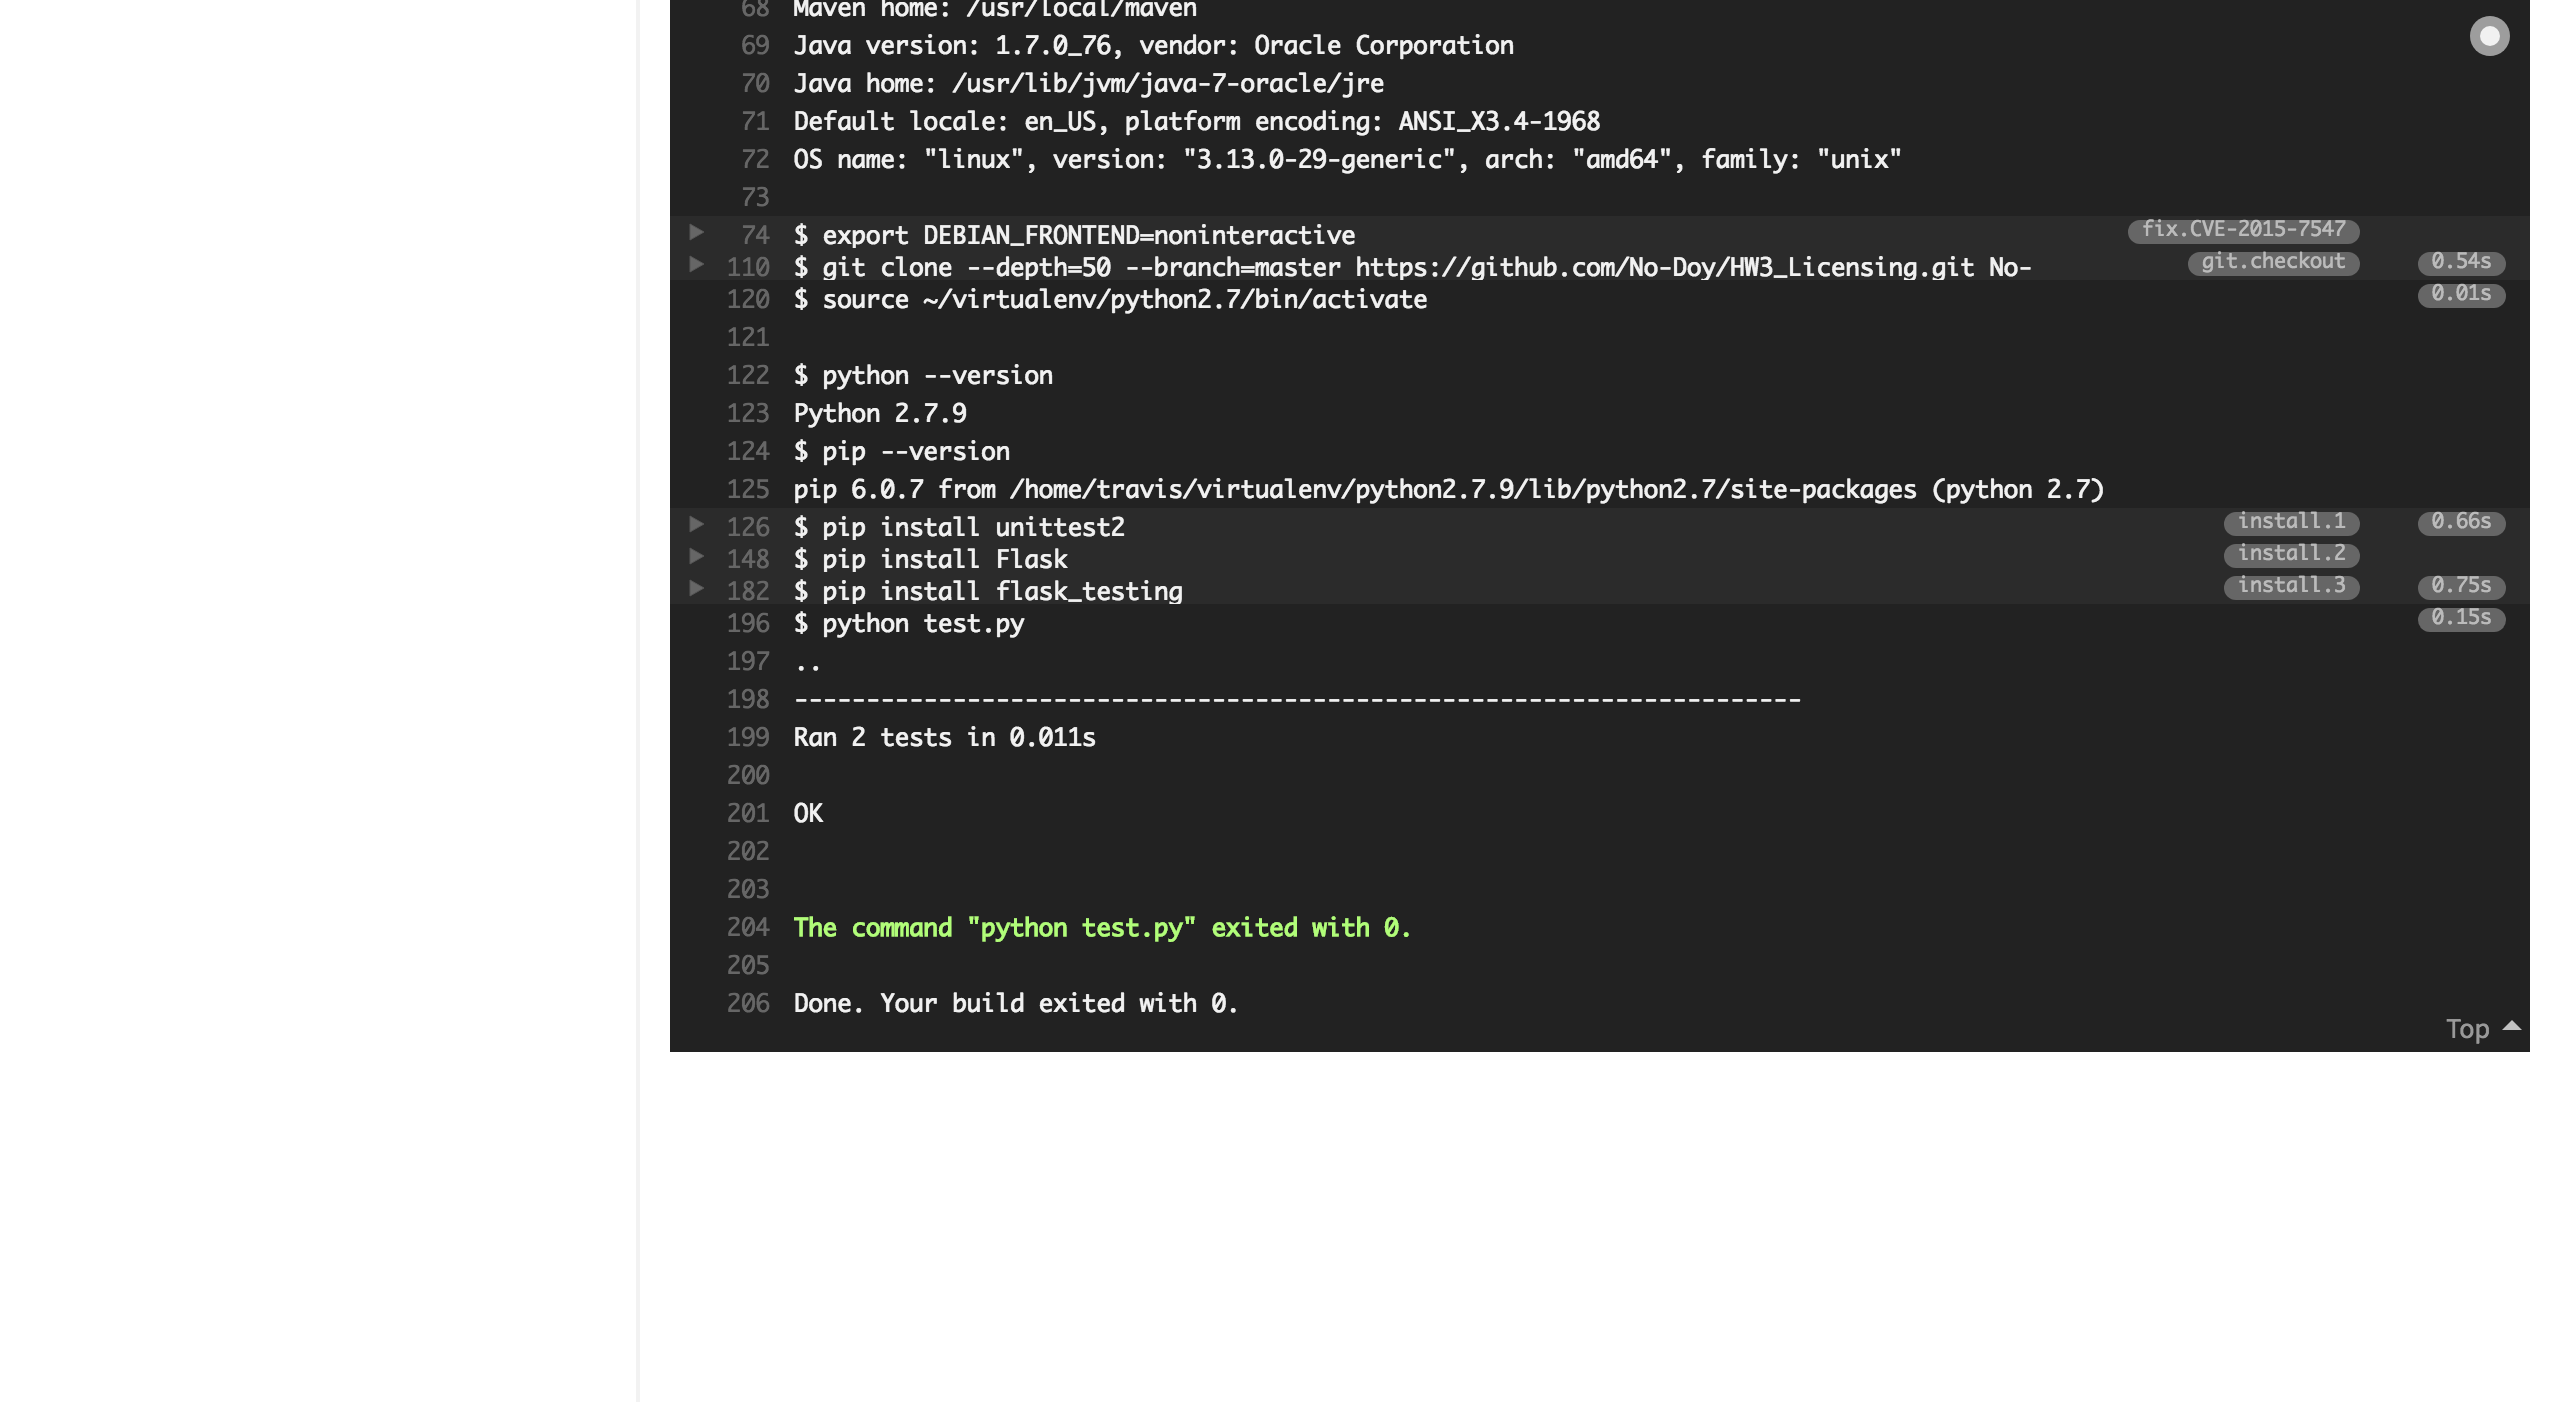 68 Maven home: /usr/local/maven
69 Java version: 1.7.0_76, vendor: Oracle Corporation
70 Java home: /usr/lib/jvm/java-7-oracle/jre
71 Default locale: en_US, platform encoding: ANSI_X3.4-1968
72 OS name: "linux", version: "3.13.0-29-generic", arch: "amd64", family: "unix"
73
74 $ export DEBIAN_FRONTEND=noninteractive fix.CVE-2015-7547
110 $ git clone --depth=50 --branch=master https://github.com/No-Doy/HW3_Licensing.git No- git.checkout 0.54s
120 $ source ~/virtualenv/python2.7/bin/activate 0.01s
121
122 $ python --version
123 Python 2.7.9
124 $ pip --version
125 pip 6.0.7 from /home/travis/virtualenv/python2.7.9/lib/python2.7/site-packages (python 2.7)
126 $ pip install unittest2 install.1 0.66s
148 $ pip install Flask install.2
182 $ pip install flask_testing install.3 0.75s
196 $ python test.py 0.15s
197 ..
198 ----------------------------------------------------------------------
199 Ran 2 tests in 0.011s
200
201 OK
202
203
204 The command "python test.py" exited with 0.
205
206 Done. Your build exited with 0.
Top